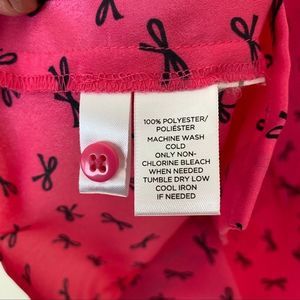 100% POLYESTER/
POLIÉSTER
MACHINE WASH
COLD
ONLY NON-
CHLORINE BLEACH
WHEN NEEDED
TUMBLE DRY LOW
COOL IRON
IF NEEDED